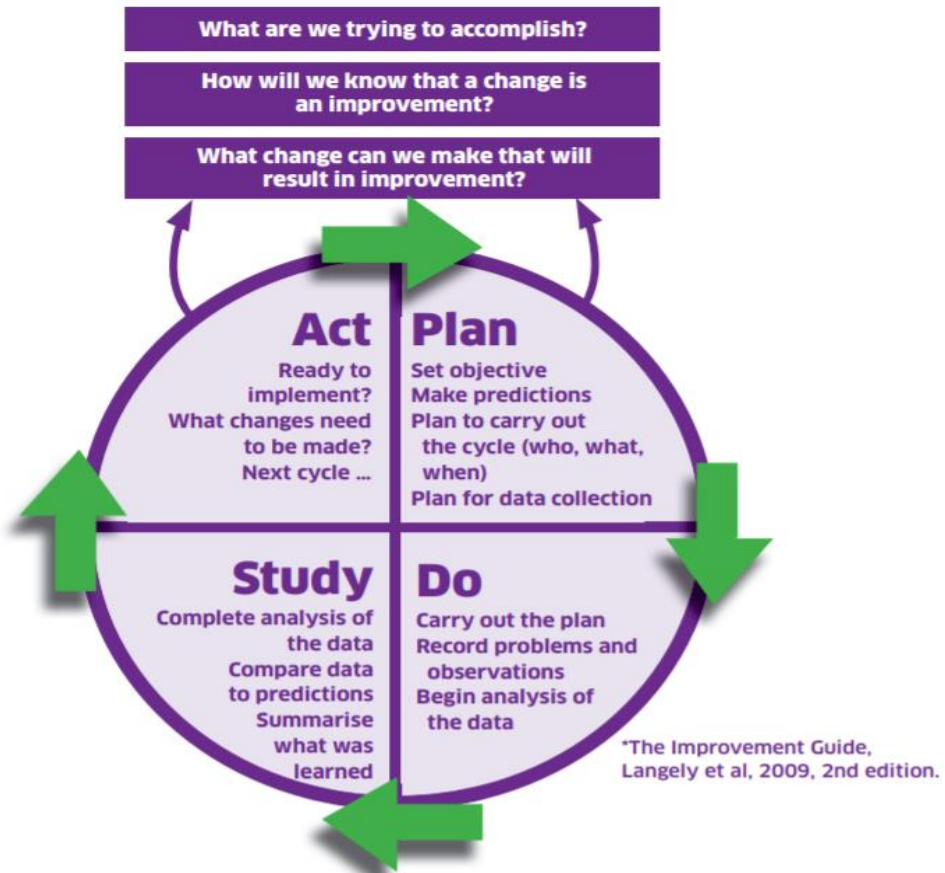 What are we trying to accomplish?
How will we know that a change is
an improvement?
What change can we make that will
result in improvement?
Act
Ready to
implement?
What changes need
to be made?
Next cycle ...
Plan
Set objective
Make predictions
Plan to carry out
the cycle (who, what,
when)
Plan for data collection
Study
Complete analysis of
the data
Compare data
to predictions
Summarise
what was
learned
Do
Carry out the plan
Record problems and
observations
Begin analysis of
the data
*The Improvement Guide,
Langely et al, 2009, 2nd edition.